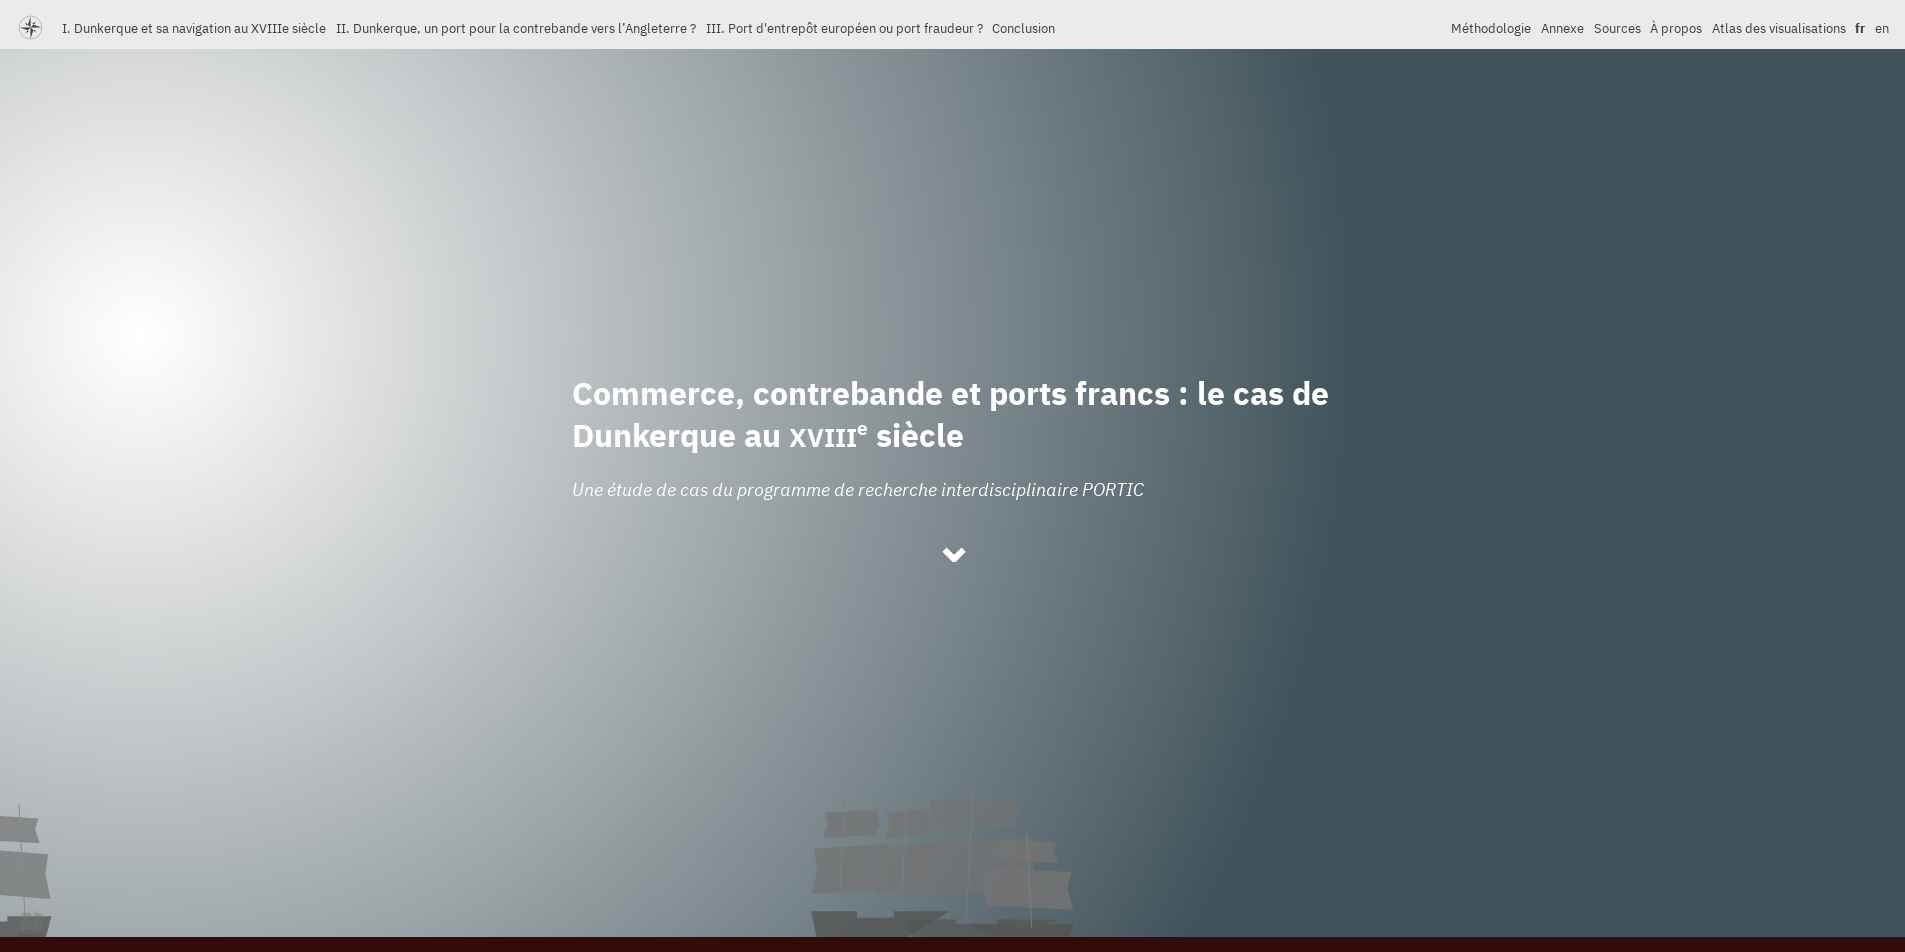 I. Dunkerque et sa navigation au XVIIIe siècle II. Dunkerque, un port pour la contrebande vers l’Angleterre ? III. Port d'entrepôt européen ou port fraudeur ? Conclusion Méthodologie Annexe Sources À propos Atlas des visualisations fr en
Commerce, contrebande et ports francs : le cas de
Dunkerque au XVIIIe siècle
Une étude de cas du programme de recherche interdisciplinaire PORTIC